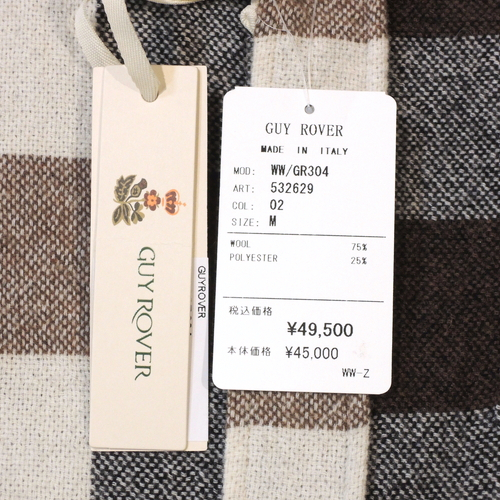 GUY ROVER
GUYROVER
GUY ROVER
MADE IN ITALY
MOD: WW/GR304
ART: 532629
COL: 02
SIZE: M
WOOL 75%
POLYESTER 25%
税込価格
¥49,500
本体価格 ¥45,000
WW-Z